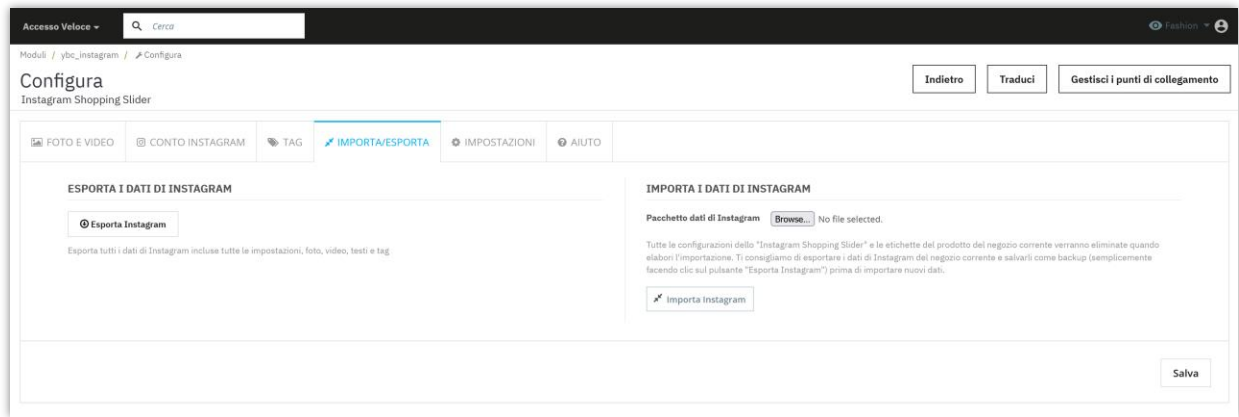 Accesso Veloce
Cerca
Fashion
Moduli / ybc_instagram / Configura
Configura
Instagram Shopping Slider
Indietro
Traduci
Gestisci i punti di collegamento
FOTO E VIDEO
CONTO INSTAGRAM
TAG
IMPORTA/ESPORTA
IMPOSTAZIONI
AIUTO
ESPORTA I DATI DI INSTAGRAM
Esporta Instagram
Esporta tutti i dati di Instagram incluse tutte le impostazioni, foto, video, testi e tag
IMPORTA I DATI DI INSTAGRAM
Pacchetto dati di Instagram Browse... No file selected.
Tutte le configurazioni dello "Instagram Shopping Slider" e le etichette del prodotto del negozio corrente verranno eliminate quando
elabori l'importazione. Ti consigliamo di esportare i dati di Instagram del negozio corrente e salvarli come backup (semplicemente
facendo clic sul pulsante "Esporta Instagram") prima di importare nuovi dati.
Importa Instagram
Salva